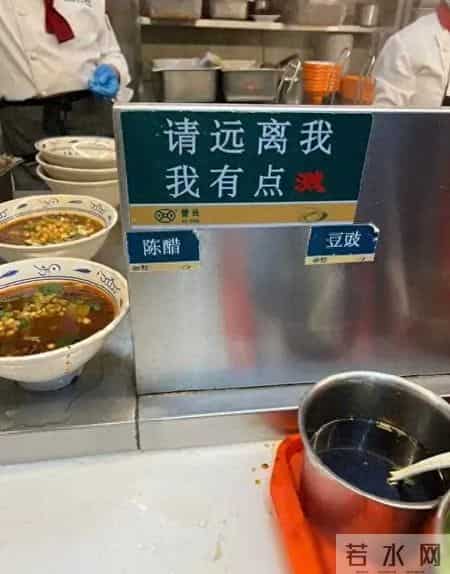 请远离我
我有点烫
陈醋
豆豉
若水网